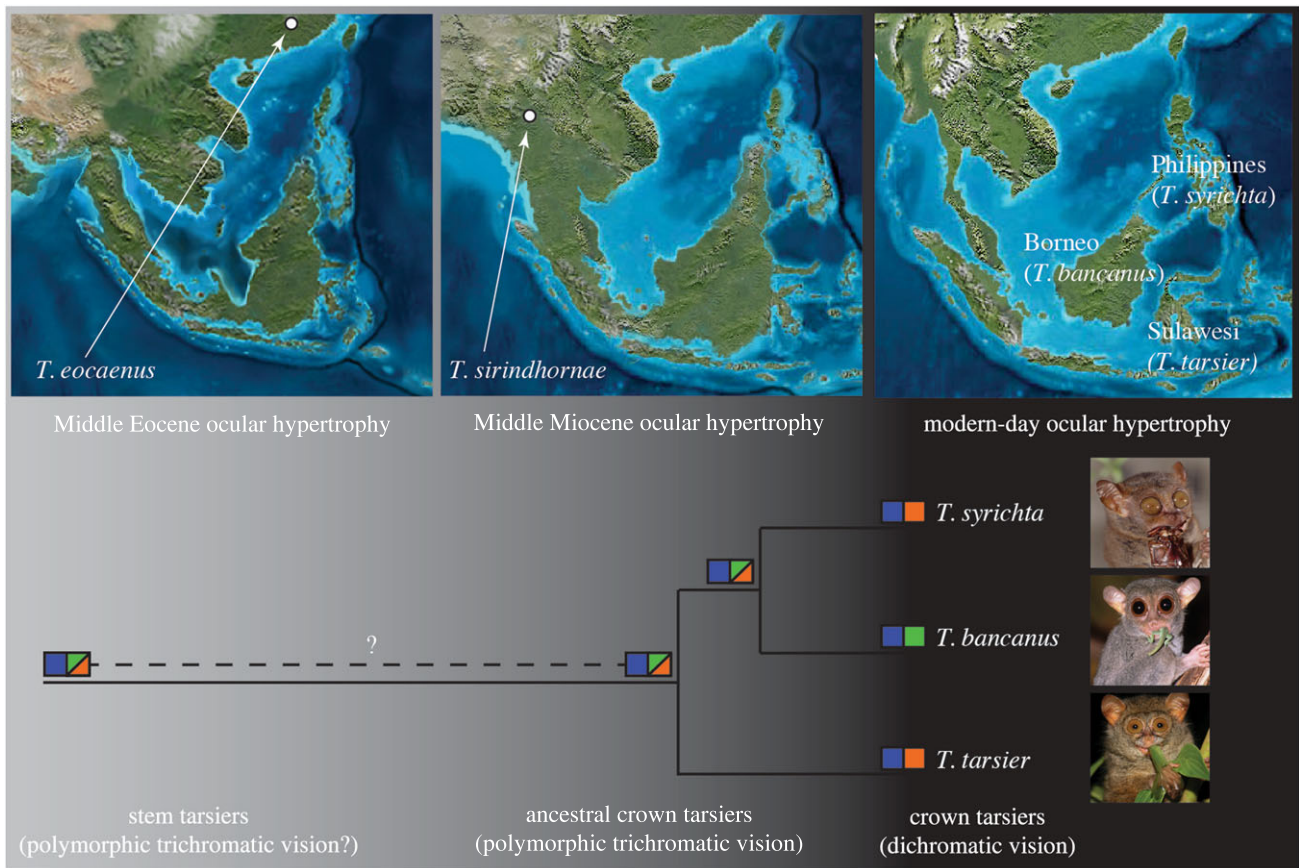 T. eocaenus
T. sirindhornae
Philippines
(T. syrichta)
Borneo
(T. bancanus)
Sulawesi
(T. tarsier)
Middle Eocene ocular hypertrophy
Middle Miocene ocular hypertrophy
modern-day ocular hypertrophy
T. syrichta
?
T. bancanus
T. tarsier
stem tarsiers
(polymorphic trichromatic vision?)
ancestral crown tarsiers
(polymorphic trichromatic vision)
crown tarsiers
(dichromatic vision)